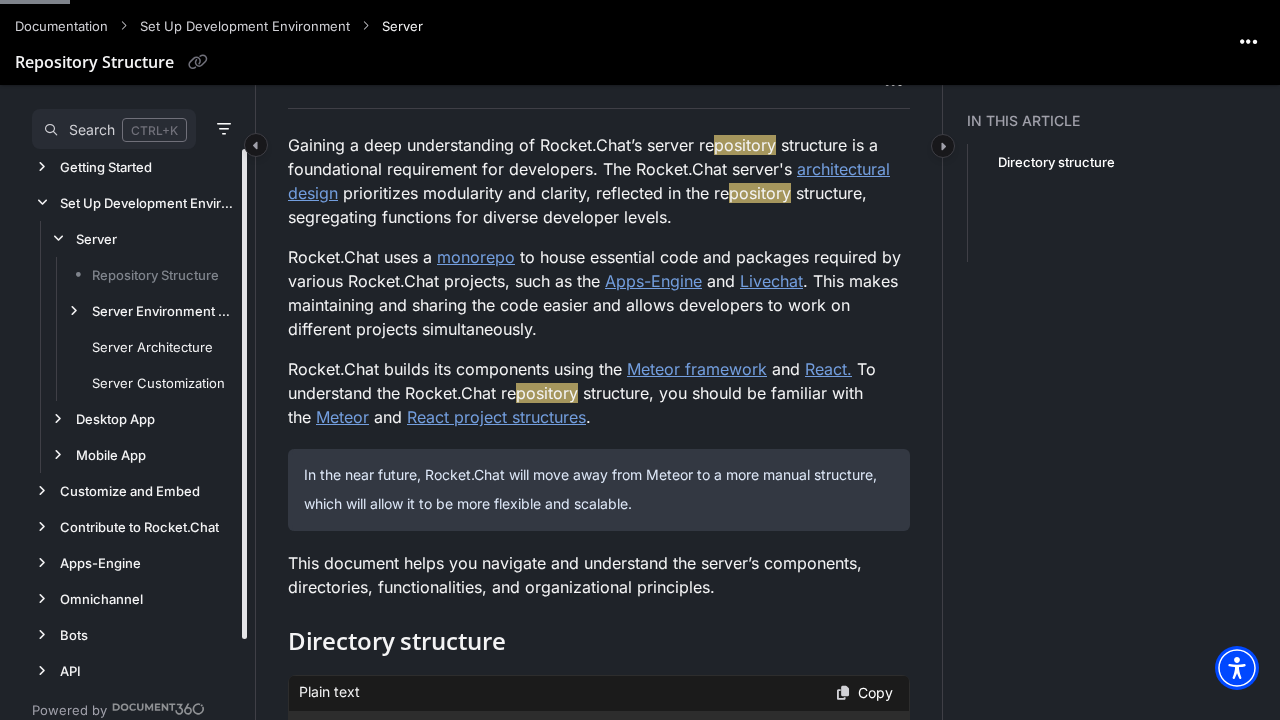 Documentation
Set Up Development Environment
Server
Repository Structure
Search
CTRL+K
Getting Started
Set Up Development Envir...
Server
Repository Structure
Server Environment ...
Server Architecture
Server Customization
Desktop App
Mobile App
Customize and Embed
Contribute to Rocket.Chat
Apps-Engine
Omnichannel
Bots
API
Powered by DOCUMENT360
Gaining a deep understanding of Rocket.Chat’s server repository structure is a
foundational requirement for developers. The Rocket.Chat server's architectural
design prioritizes modularity and clarity, reflected in the repository structure,
segregating functions for diverse developer levels.
Rocket.Chat uses a monorepo to house essential code and packages required by
various Rocket.Chat projects, such as the Apps-Engine and Livechat. This makes
maintaining and sharing the code easier and allows developers to work on
different projects simultaneously.
Rocket.Chat builds its components using the Meteor framework and React. To
understand the Rocket.Chat repository structure, you should be familiar with
the Meteor and React project structures.
In the near future, Rocket.Chat will move away from Meteor to a more manual structure,
which will allow it to be more flexible and scalable.
This document helps you navigate and understand the server’s components,
directories, functionalities, and organizational principles.
Directory structure
Plain text
Copy
IN THIS ARTICLE
Directory structure